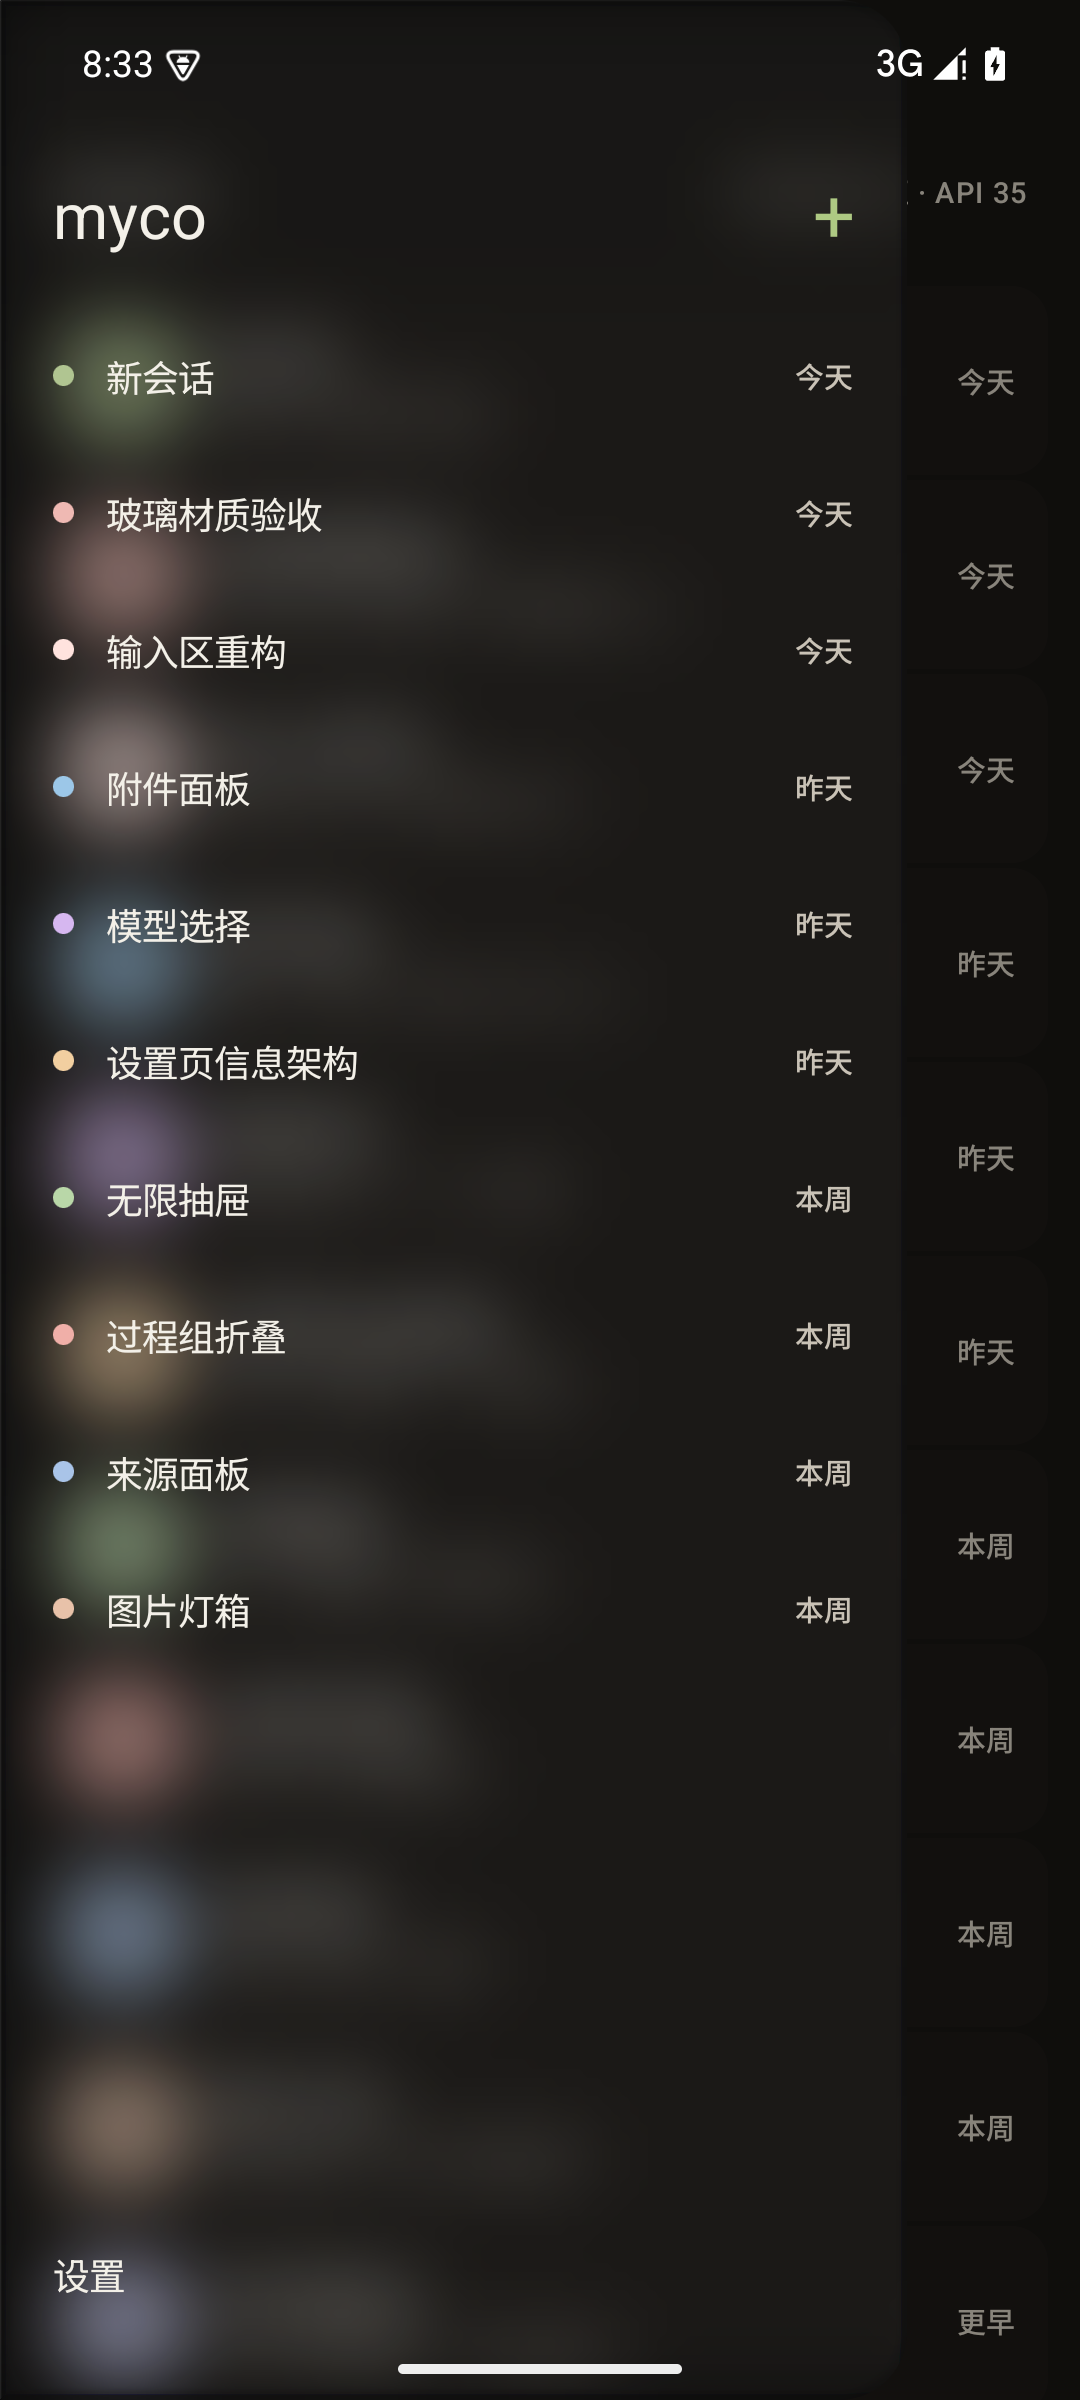 8:33
3G
· API 35
myco
+
新会话 今天
玻璃材质验收 今天
输入区重构 今天
附件面板 昨天
模型选择 昨天
设置页信息架构 昨天
无限抽屉 本周
过程组折叠 本周
来源面板 本周
图片灯箱 本周
设置
今天
今天
今天
昨天
昨天
昨天
本周
本周
本周
本周
更早